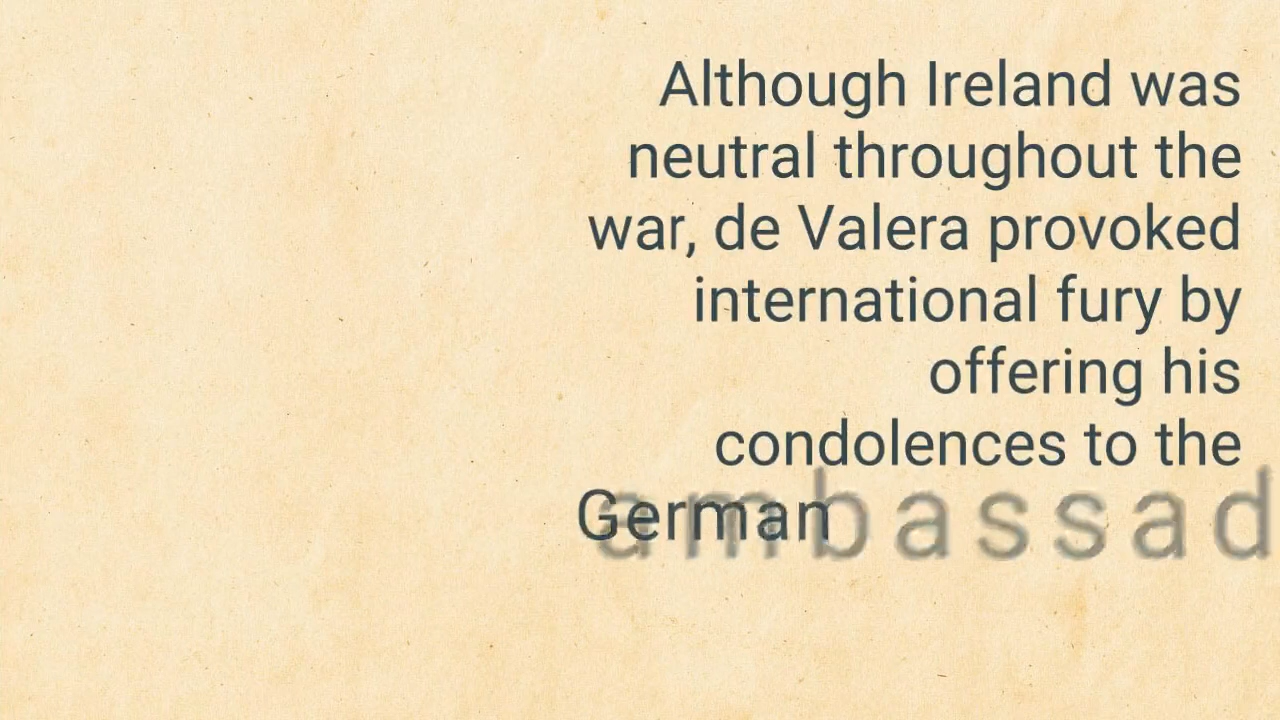 Although Ireland was
neutral throughout the
war, de Valera provoked
international fury by
offering his
condolences to the
German ambassad